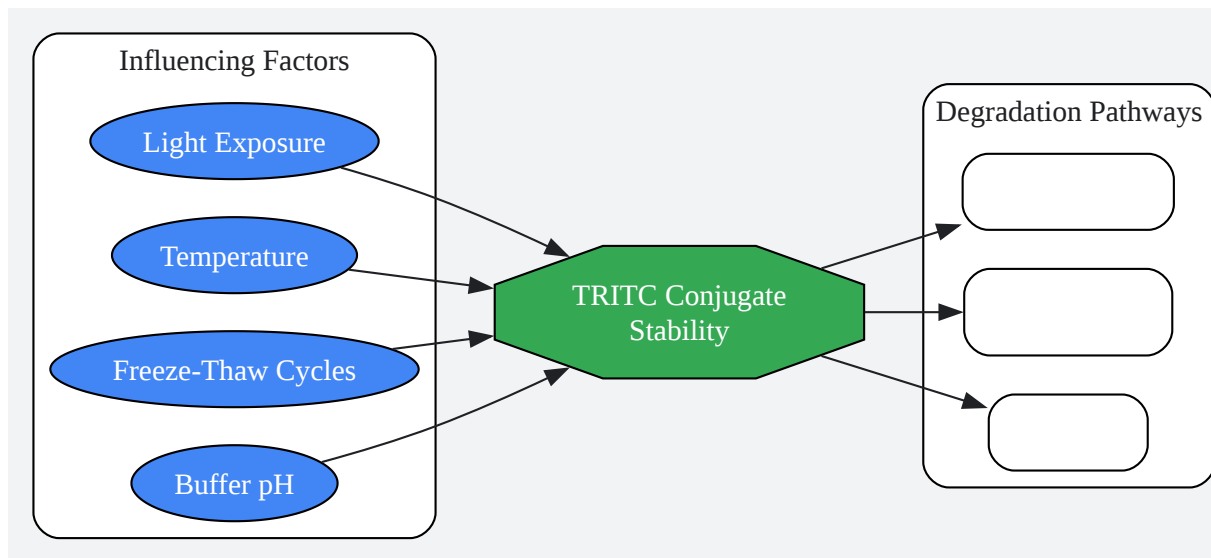 Influencing Factors
Light Exposure
Temperature
Freeze-Thaw Cycles
Buffer pH
TRITC Conjugate
Stability
Degradation Pathways